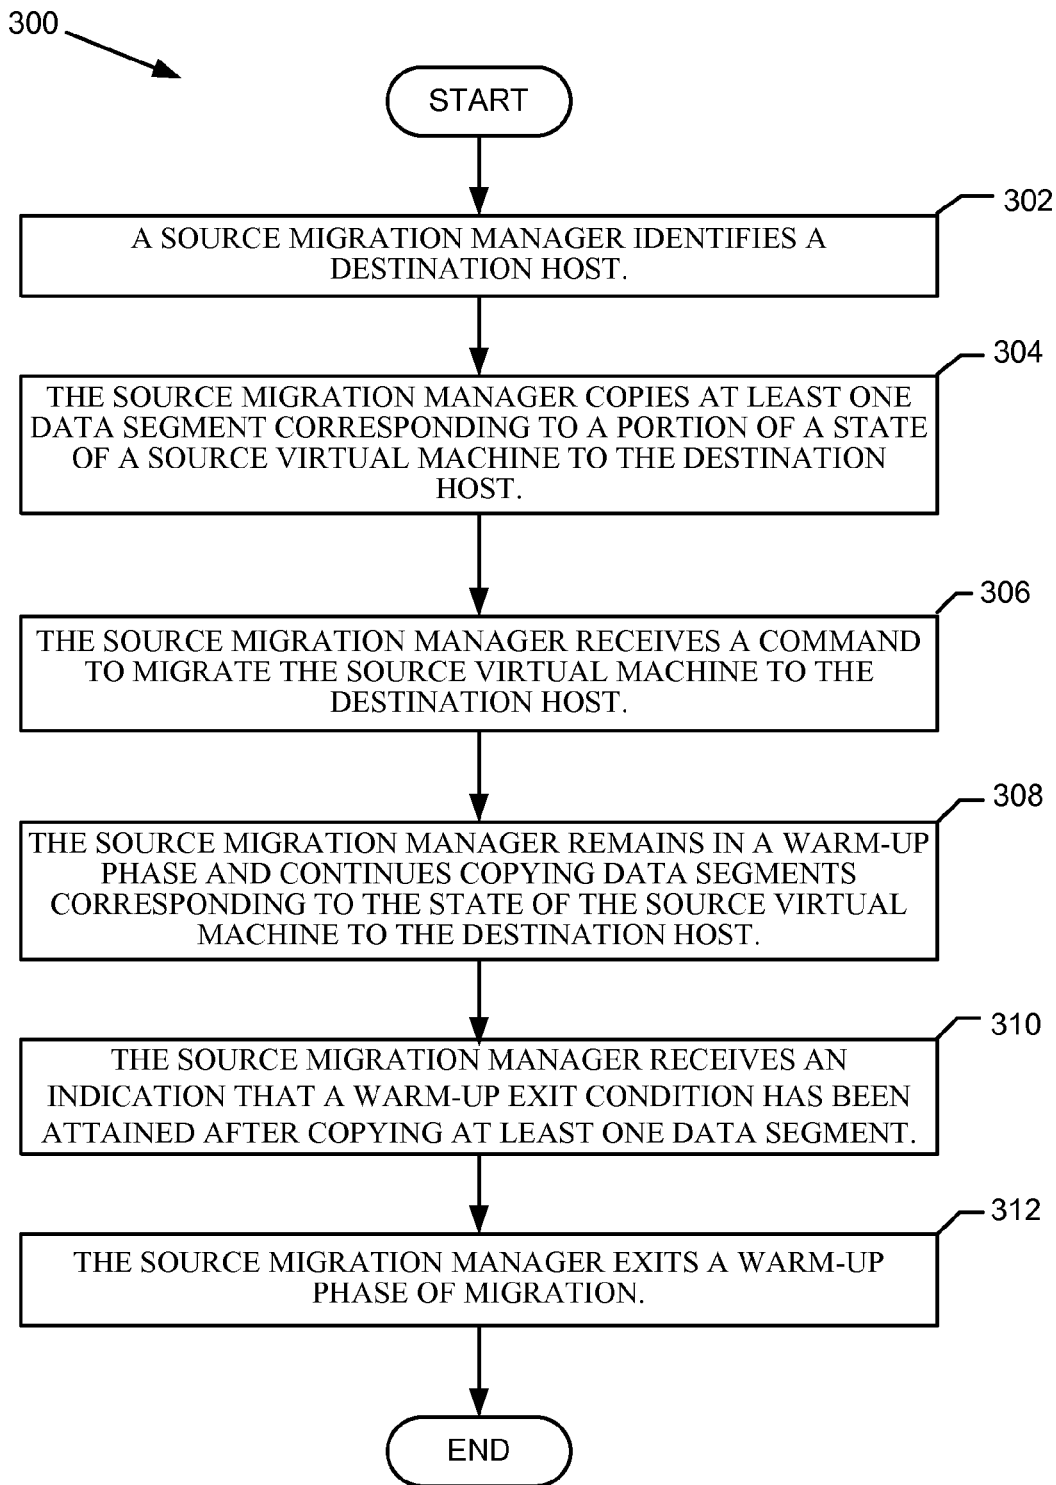 300
START
302
A SOURCE MIGRATION MANAGER IDENTIFIES A
DESTINATION HOST.
304
THE SOURCE MIGRATION MANAGER COPIES AT LEAST ONE
DATA SEGMENT CORRESPONDING TO A PORTION OF A STATE
OF A SOURCE VIRTUAL MACHINE TO THE DESTINATION
HOST.
306
THE SOURCE MIGRATION MANAGER RECEIVES A COMMAND
TO MIGRATE THE SOURCE VIRTUAL MACHINE TO THE
DESTINATION HOST.
308
THE SOURCE MIGRATION MANAGER REMAINS IN A WARM-UP
PHASE AND CONTINUES COPYING DATA SEGMENTS
CORRESPONDING TO THE STATE OF THE SOURCE VIRTUAL
MACHINE TO THE DESTINATION HOST.
310
THE SOURCE MIGRATION MANAGER RECEIVES AN
INDICATION THAT A WARM-UP EXIT CONDITION HAS BEEN
ATTAINED AFTER COPYING AT LEAST ONE DATA SEGMENT.
312
THE SOURCE MIGRATION MANAGER EXITS A WARM-UP
PHASE OF MIGRATION.
END